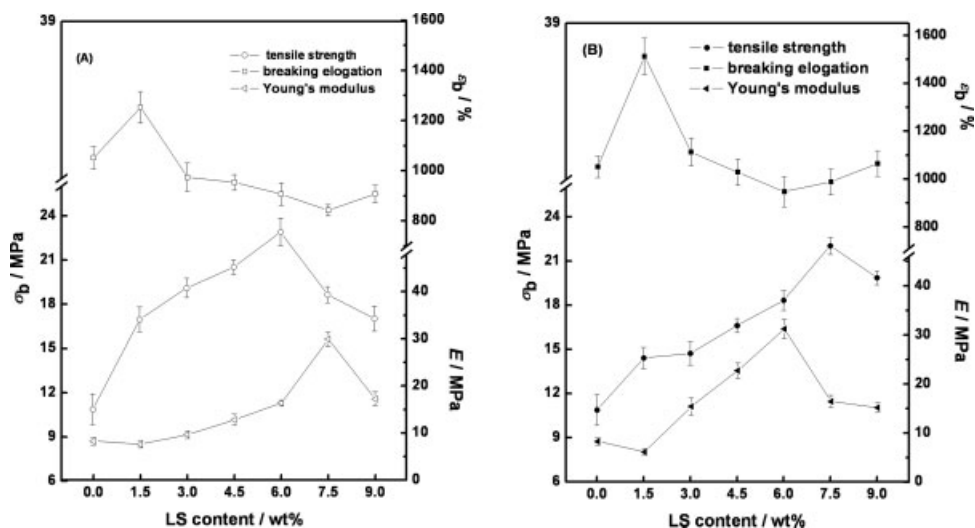 39
(A)
tensile strength
breaking elogation
Young's modulus
1600
1400
1200
1000
800
εb / %
24
21
18
15
12
9
6
σb / MPa
40
30
20
10
0
E / MPa
0.0 1.5 3.0 4.5 6.0 7.5 9.0
LS content / wt%
39
(B)
tensile strength
breaking elogation
Young's modulus
1600
1400
1200
1000
800
εb / %
24
21
18
15
12
9
6
σb / MPa
40
30
20
10
0
E / MPa
0.0 1.5 3.0 4.5 6.0 7.5 9.0
LS content / wt%